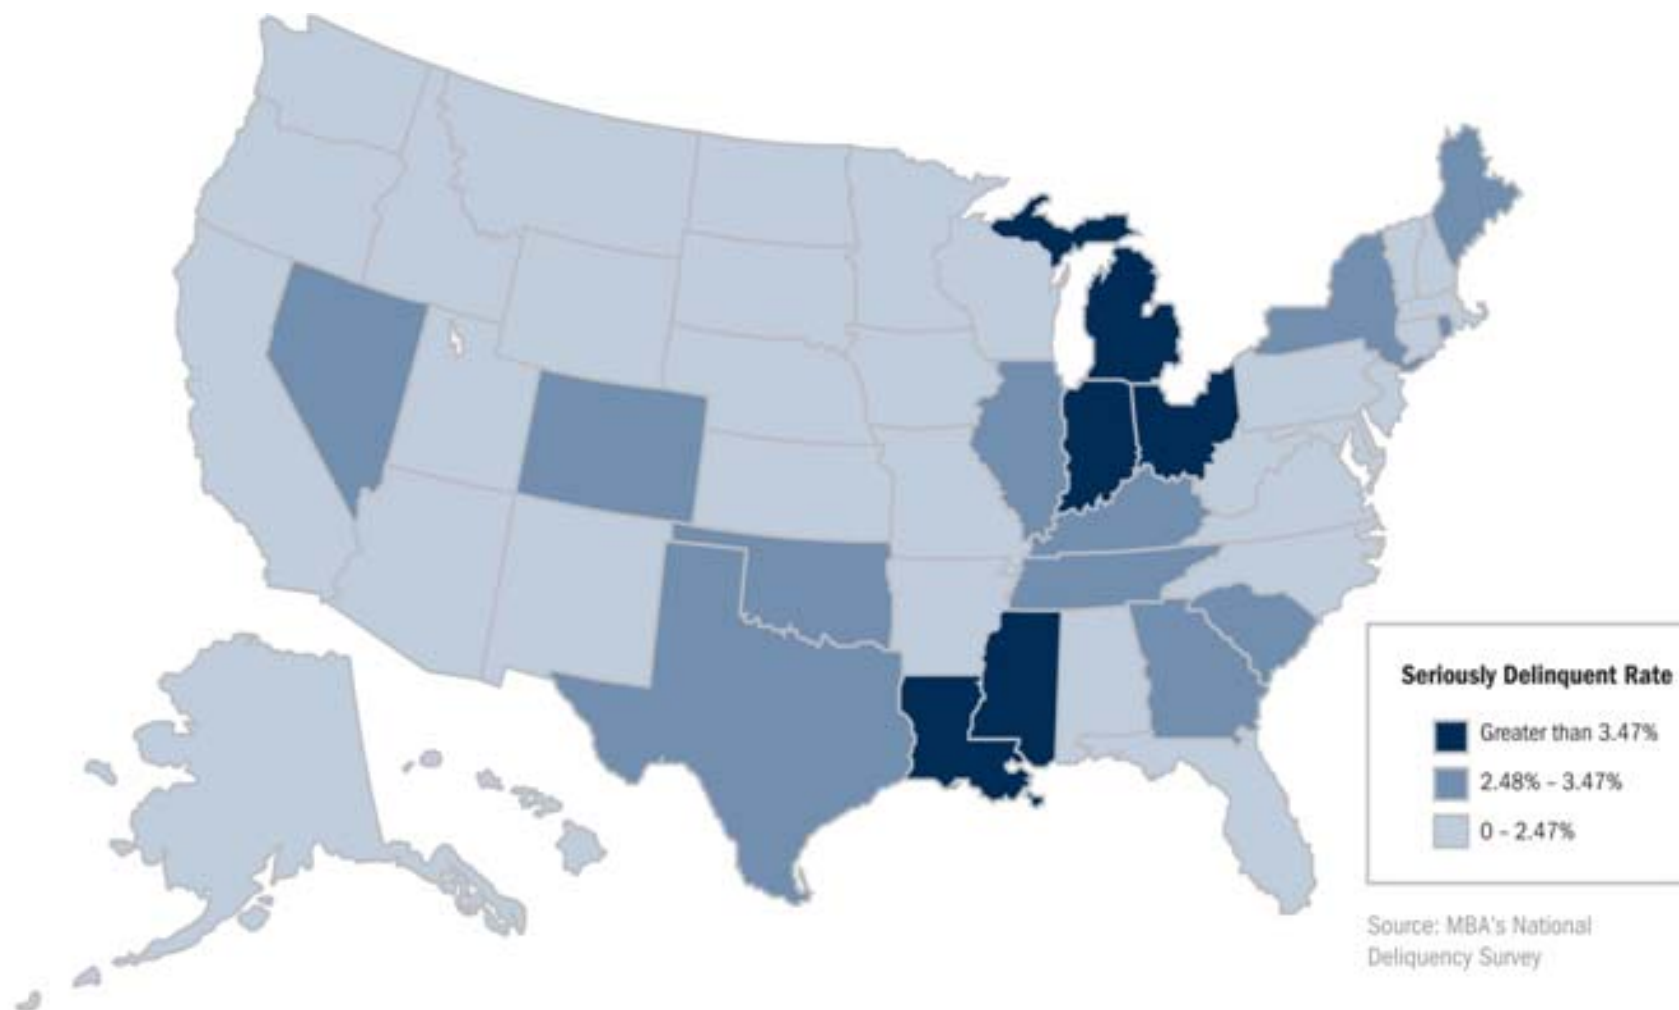 Seriously Delinquent Rate
Greater than 3.47%
2.48% – 3.47%
0 – 2.47%
Source: MBA's National
Deliquency Survey